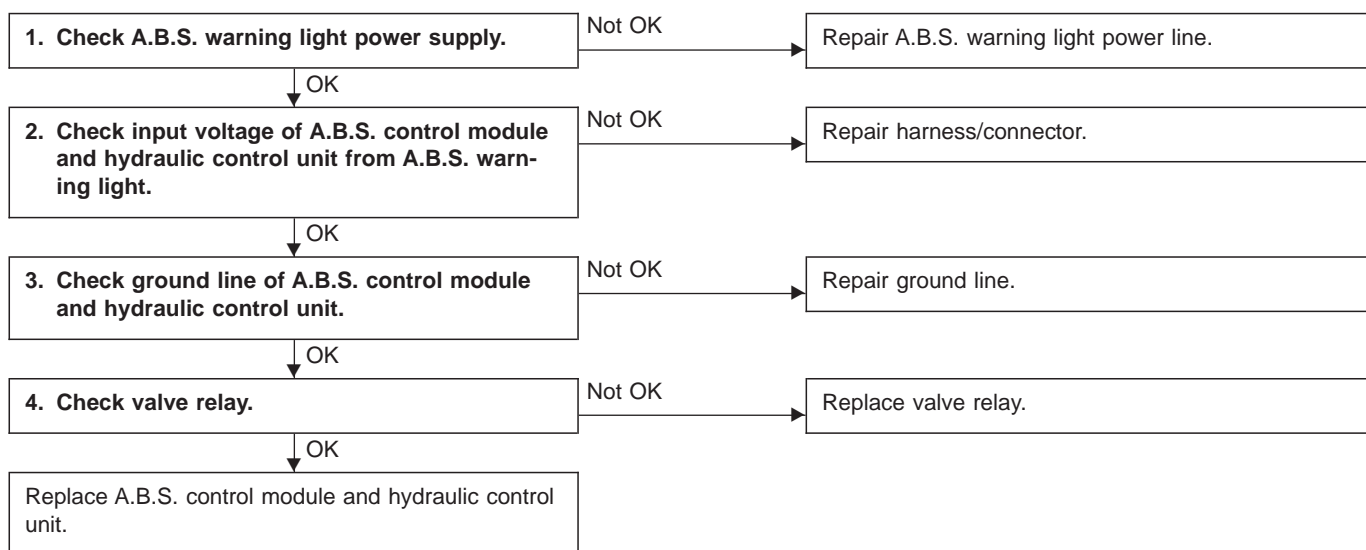 1. Check A.B.S. warning light power supply.
Not OK
Repair A.B.S. warning light power line.
OK
2. Check input voltage of A.B.S. control module
and hydraulic control unit from A.B.S. warn-
ing light.
Not OK
Repair harness/connector.
OK
3. Check ground line of A.B.S. control module
and hydraulic control unit.
Not OK
Repair ground line.
OK
4. Check valve relay.
Not OK
Replace valve relay.
OK
Replace A.B.S. control module and hydraulic control
unit.